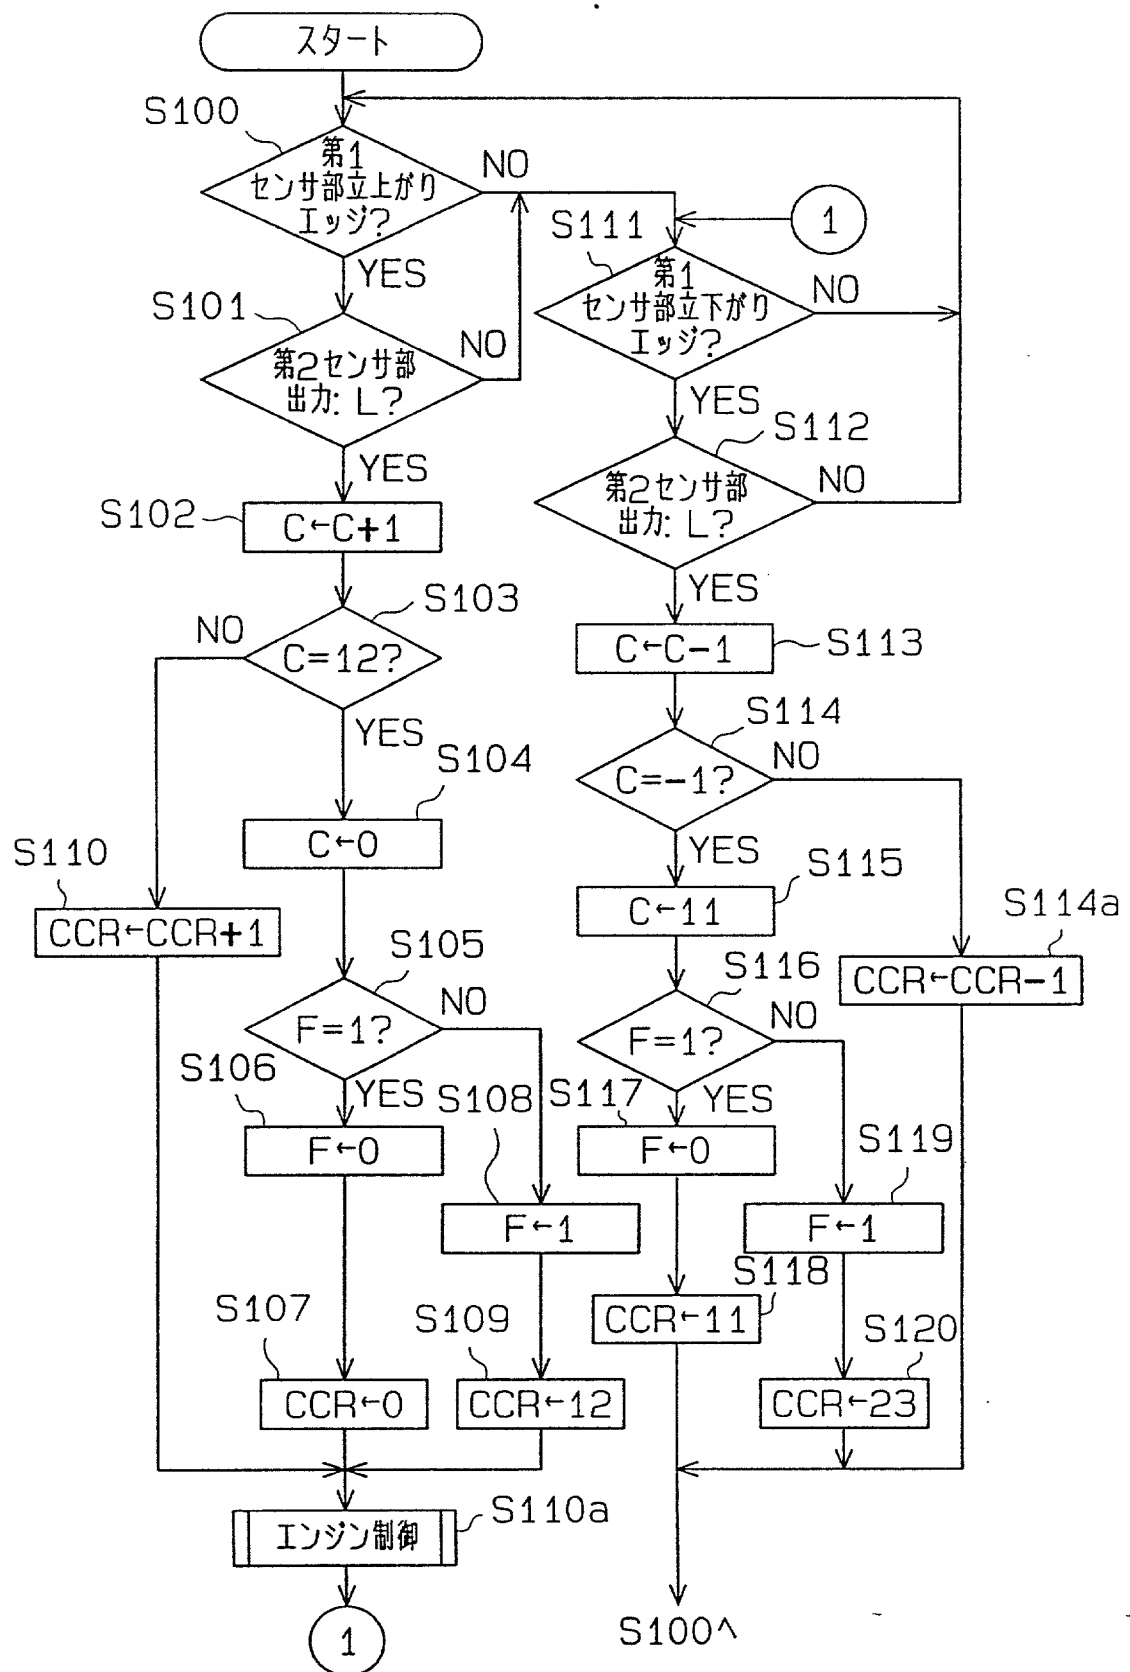 スタート
S100
第1
センサ部立上がり
エッジ?
NO
YES
S101
第2センサ部
出力: L?
NO
YES
S102
C←C+1
S103
C=12?
NO
YES
S104
C←0
S110
CCR←CCR+1
S105
F=1?
NO
YES
S106
F←0
S108
F←1
S107
CCR←0
S109
CCR←12
S110a
エンジン制御
1
1
S111
第1
センサ部立下がり
エッジ?
NO
YES
S112
第2センサ部
出力: L?
NO
YES
S113
C←C-1
S114
C=-1?
NO
YES
S115
C←11
S114a
CCR←CCR-1
S116
F=1?
NO
YES
S117
F←0
S119
F←1
S118
CCR←11
S120
CCR←23
S100へ